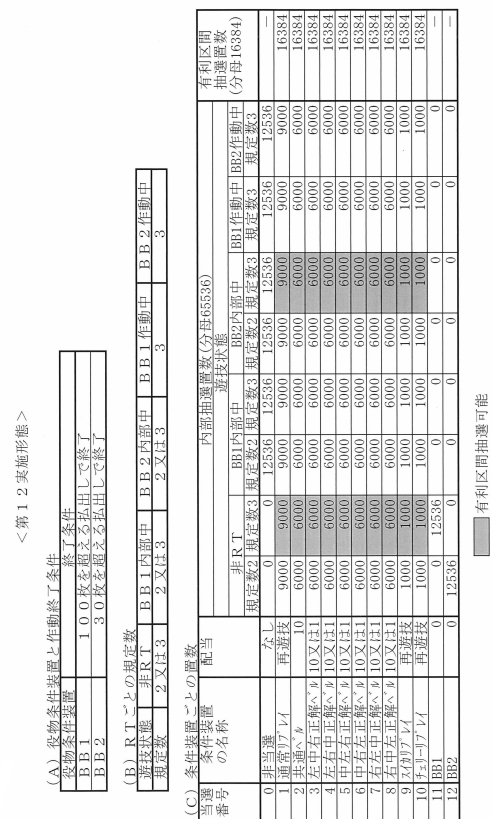 ＜第１２実施形態＞
(A) 役物条件装置と作動終了条件
役物条件装置 終了条件
ＢＢ１ １００枚を超える払出しで終了
ＢＢ２ ３０枚を超える払出しで終了
(B) ＲＴごとの規定数
遊技状態 非ＲＴ ＢＢ１内部中 ＢＢ２内部中 ＢＢ１作動中 ＢＢ２作動中
規定数 ２又は３ ２又は３ ２又は３ ３ ３
(C) 条件装置ごとの置数
当選番号 条件装置の名称 配当 内部抽選置数(分母65536) 有利区間抽選置数(分母16384)
遊技状態
非ＲＴ BB1内部中 BB2内部中 BB1作動中 BB2作動中
規定数2 規定数3 規定数2 規定数3 規定数2 規定数3 規定数3 規定数3
0 非当選 なし 0 0 12536 12536 12536 12536 12536 12536 －
1 通常ﾘﾌﾟﾚｲ 再遊技 9000 9000 9000 9000 9000 9000 9000 9000 16384
2 共通ﾍﾞﾙ 10 6000 6000 6000 6000 6000 6000 6000 6000 16384
3 左中右正解ﾍﾞﾙ 10又は1 6000 6000 6000 6000 6000 6000 6000 6000 16384
4 左右中正解ﾍﾞﾙ 10又は1 6000 6000 6000 6000 6000 6000 6000 6000 16384
5 中左右正解ﾍﾞﾙ 10又は1 6000 6000 6000 6000 6000 6000 6000 6000 16384
6 中右左正解ﾍﾞﾙ 10又は1 6000 6000 6000 6000 6000 6000 6000 6000 16384
7 右左中正解ﾍﾞﾙ 10又は1 6000 6000 6000 6000 6000 6000 6000 6000 16384
8 右中左正解ﾍﾞﾙ 10又は1 6000 6000 6000 6000 6000 6000 6000 6000 16384
9 ｽｲｶﾘﾌﾟﾚｲ 再遊技 1000 1000 1000 1000 1000 1000 1000 1000 16384
10 ﾁｪﾘｰﾘﾌﾟﾚｲ 再遊技 1000 1000 1000 1000 1000 1000 1000 1000 16384
11 BB1 0 0 12536 0 0 0 0 0 0 －
12 BB2 0 12536 0 0 0 0 0 0 0 －
有利区間抽選可能